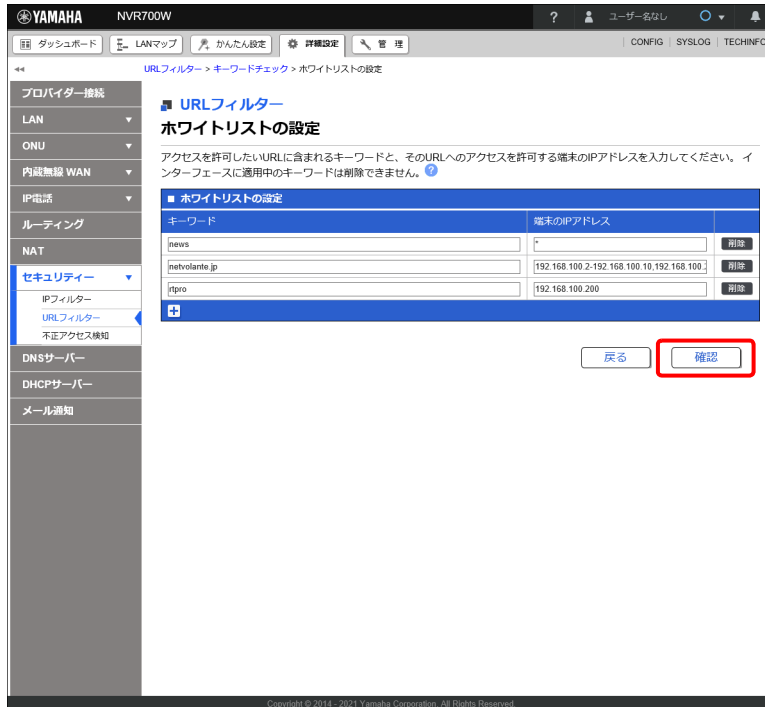 YAMAHA NVR700W ? ユーザー名なし
ダッシュボード LANマップ かんたん設定 詳細設定 管 理 CONFIG SYSLOG TECHINFO
URLフィルター > キーワードチェック > ホワイトリストの設定
プロバイダー接続
LAN
ONU
内蔵無線 WAN
IP電話
ルーティング
NAT
セキュリティー
IPフィルター
URLフィルター
不正アクセス検知
DNSサーバー
DHCPサーバー
メール通知
URLフィルター
ホワイトリストの設定
アクセスを許可したいURLに含まれるキーワードと、そのURLへのアクセスを許可する端末のIPアドレスを入力してください。 イ
ンターフェースに適用中のキーワードは削除できません。?
ホワイトリストの設定
キーワード 端末のIPアドレス
news * 削除
netvolante.jp 192.168.100.2-192.168.100.10,192.168.100. 削除
rtpro 192.168.100.200 削除
戻る 確認
Copyright © 2014 - 2021 Yamaha Corporation. All Rights Reserved.